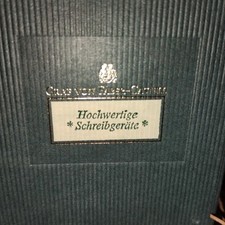 GRAF VON FABER-CASTELL
Hochwertige
* Schreibgeräte *